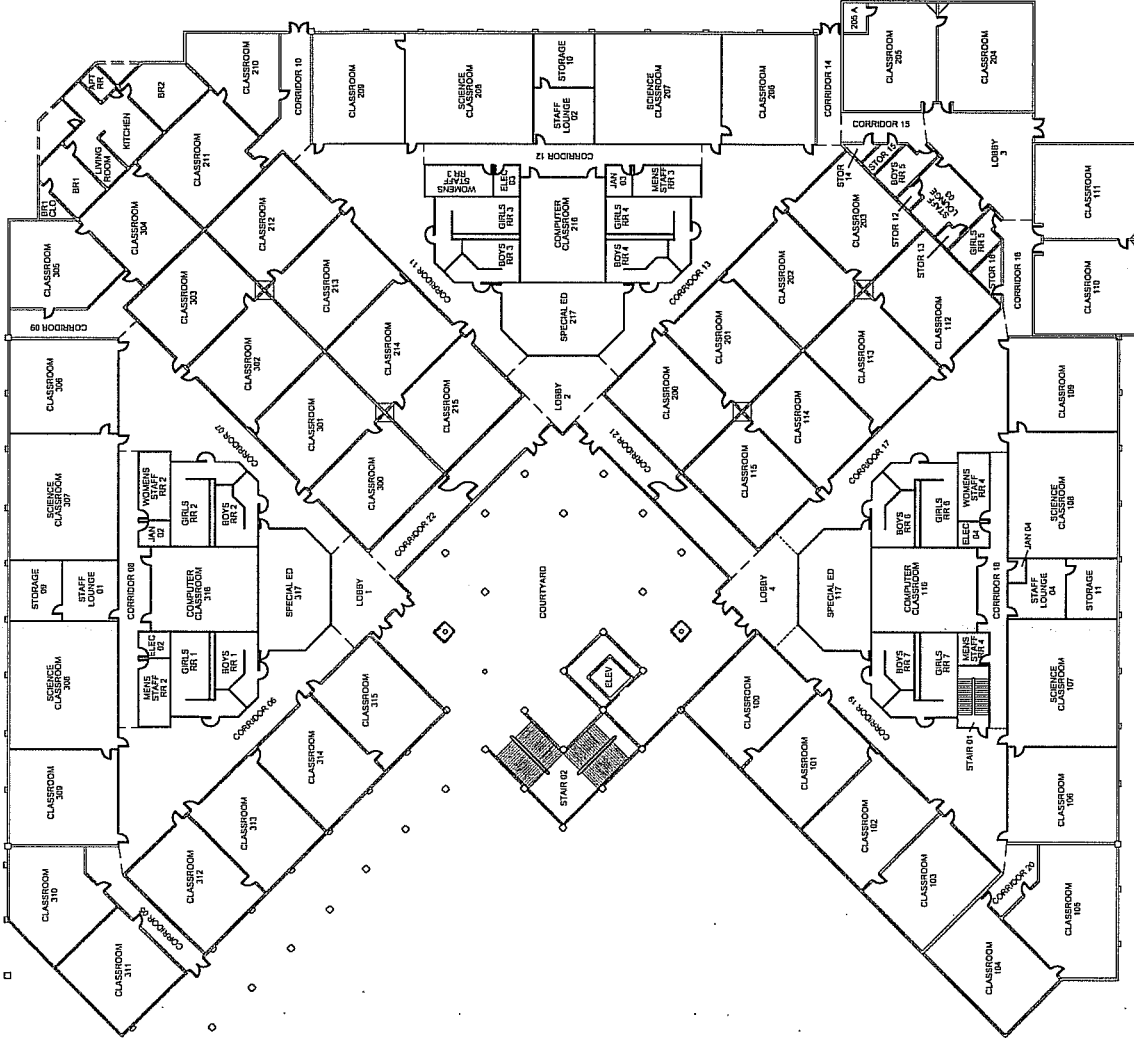 CLASSROOM
210
CORRIDOR 10
CLASSROOM
209
SCIENCE
CLASSROOM
208
STORAGE
10
STAFF
LOUNGE
02
SCIENCE
CLASSROOM
207
CLASSROOM
206
CORRIDOR 14
205 A
CLASSROOM
205
CLASSROOM
204
APT
RR
BR2
KITCHEN
LIVING
ROOM
BR1
BR1
CLO
CLASSROOM
211
CLASSROOM
304
CLASSROOM
212
CORRIDOR 12
WOMENS
STAFF
RR 3
ELEC
03
JAN
03
MENS
STAFF
RR 3
GIRLS
RR 3
BOYS
RR 3
COMPUTER
CLASSROOM
216
GIRLS
RR 4
BOYS
RR 4
SPECIAL ED
217
LOBBY
2
CORRIDOR 15
STOR
14
STOR 15
BOYS
RR 5
STOR 12
STAFF
LOUNGE
03
STOR 13
GIRLS
RR 5
STOR 16
LOBBY
3
CLASSROOM
111
CORRIDOR 16
CLASSROOM
110
CLASSROOM
305
CORRIDOR 09
CLASSROOM
303
CLASSROOM
213
CORRIDOR 11
CLASSROOM
302
CLASSROOM
214
CLASSROOM
301
CLASSROOM
215
CLASSROOM
300
CORRIDOR 07
CORRIDOR 22
CORRIDOR 13
CLASSROOM
203
CLASSROOM
202
CLASSROOM
201
CLASSROOM
200
CORRIDOR 21
CLASSROOM
112
CLASSROOM
113
CLASSROOM
114
CLASSROOM
115
CORRIDOR 17
CLASSROOM
306
SCIENCE
CLASSROOM
307
STORAGE
09
STAFF
LOUNGE
01
SCIENCE
CLASSROOM
308
CLASSROOM
309
CLASSROOM
310
CLASSROOM
311
CORRIDOR 08
WOMENS
STAFF
RR 2
JAN
02
GIRLS
RR 2
BOYS
RR 2
COMPUTER
CLASSROOM
316
SPECIAL ED
317
LOBBY
1
ELEC
02
MENS
STAFF
RR 2
GIRLS
RR 1
BOYS
RR 1
CORRIDOR 06
CLASSROOM
315
CLASSROOM
314
CLASSROOM
313
CLASSROOM
312
COURTYARD
ELEV
STAIR 02
LOBBY
4
SPECIAL ED
117
COMPUTER
CLASSROOM
116
BOYS
RR 6
GIRLS
RR 6
WOMENS
STAFF
RR 4
ELEC
04
JAN 04
CORRIDOR 18
BOYS
RR 7
GIRLS
RR 7
MENS
STAFF
RR 4
STAIR 01
CORRIDOR 19
CLASSROOM
100
CLASSROOM
101
CLASSROOM
102
CLASSROOM
103
CLASSROOM
104
CORRIDOR 20
CLASSROOM
105
CLASSROOM
106
SCIENCE
CLASSROOM
107
STAFF
LOUNGE
04
STORAGE
11
SCIENCE
CLASSROOM
108
CLASSROOM
109